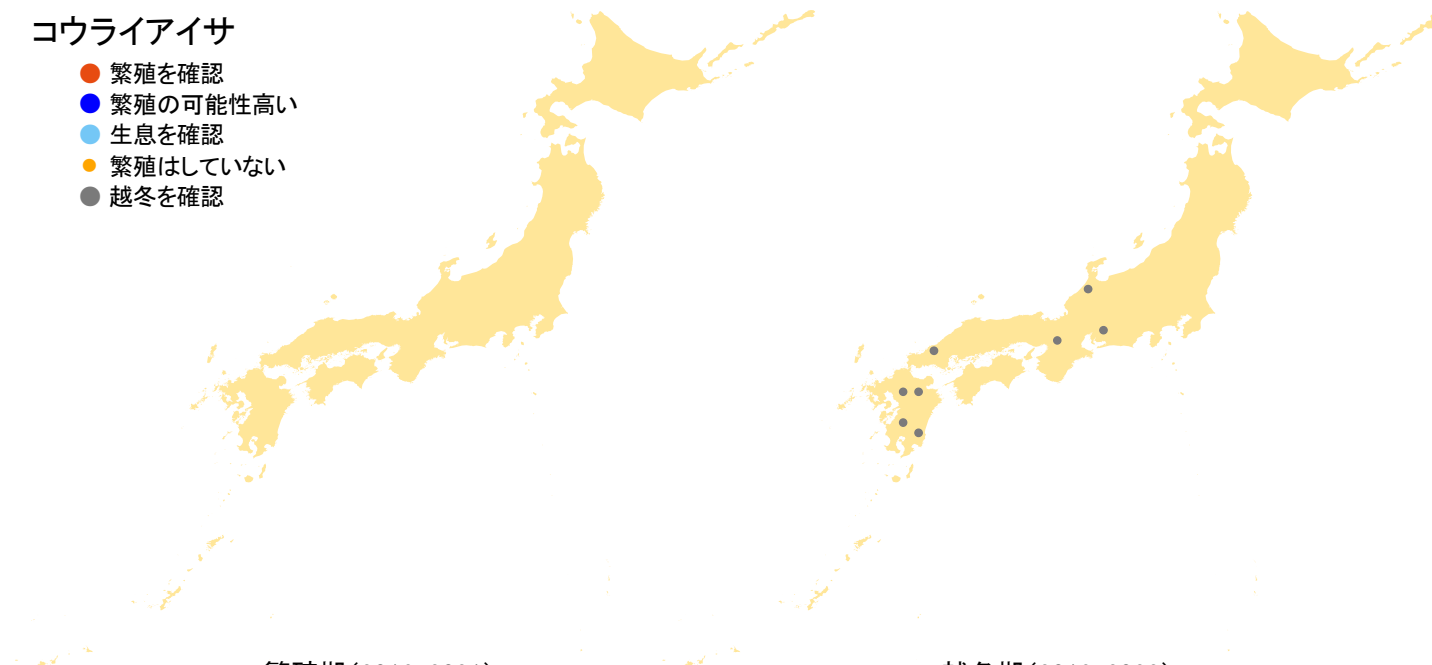 コウライアイサ
繁殖を確認
繁殖の可能性高い
生息を確認
繁殖はしていない
越冬を確認